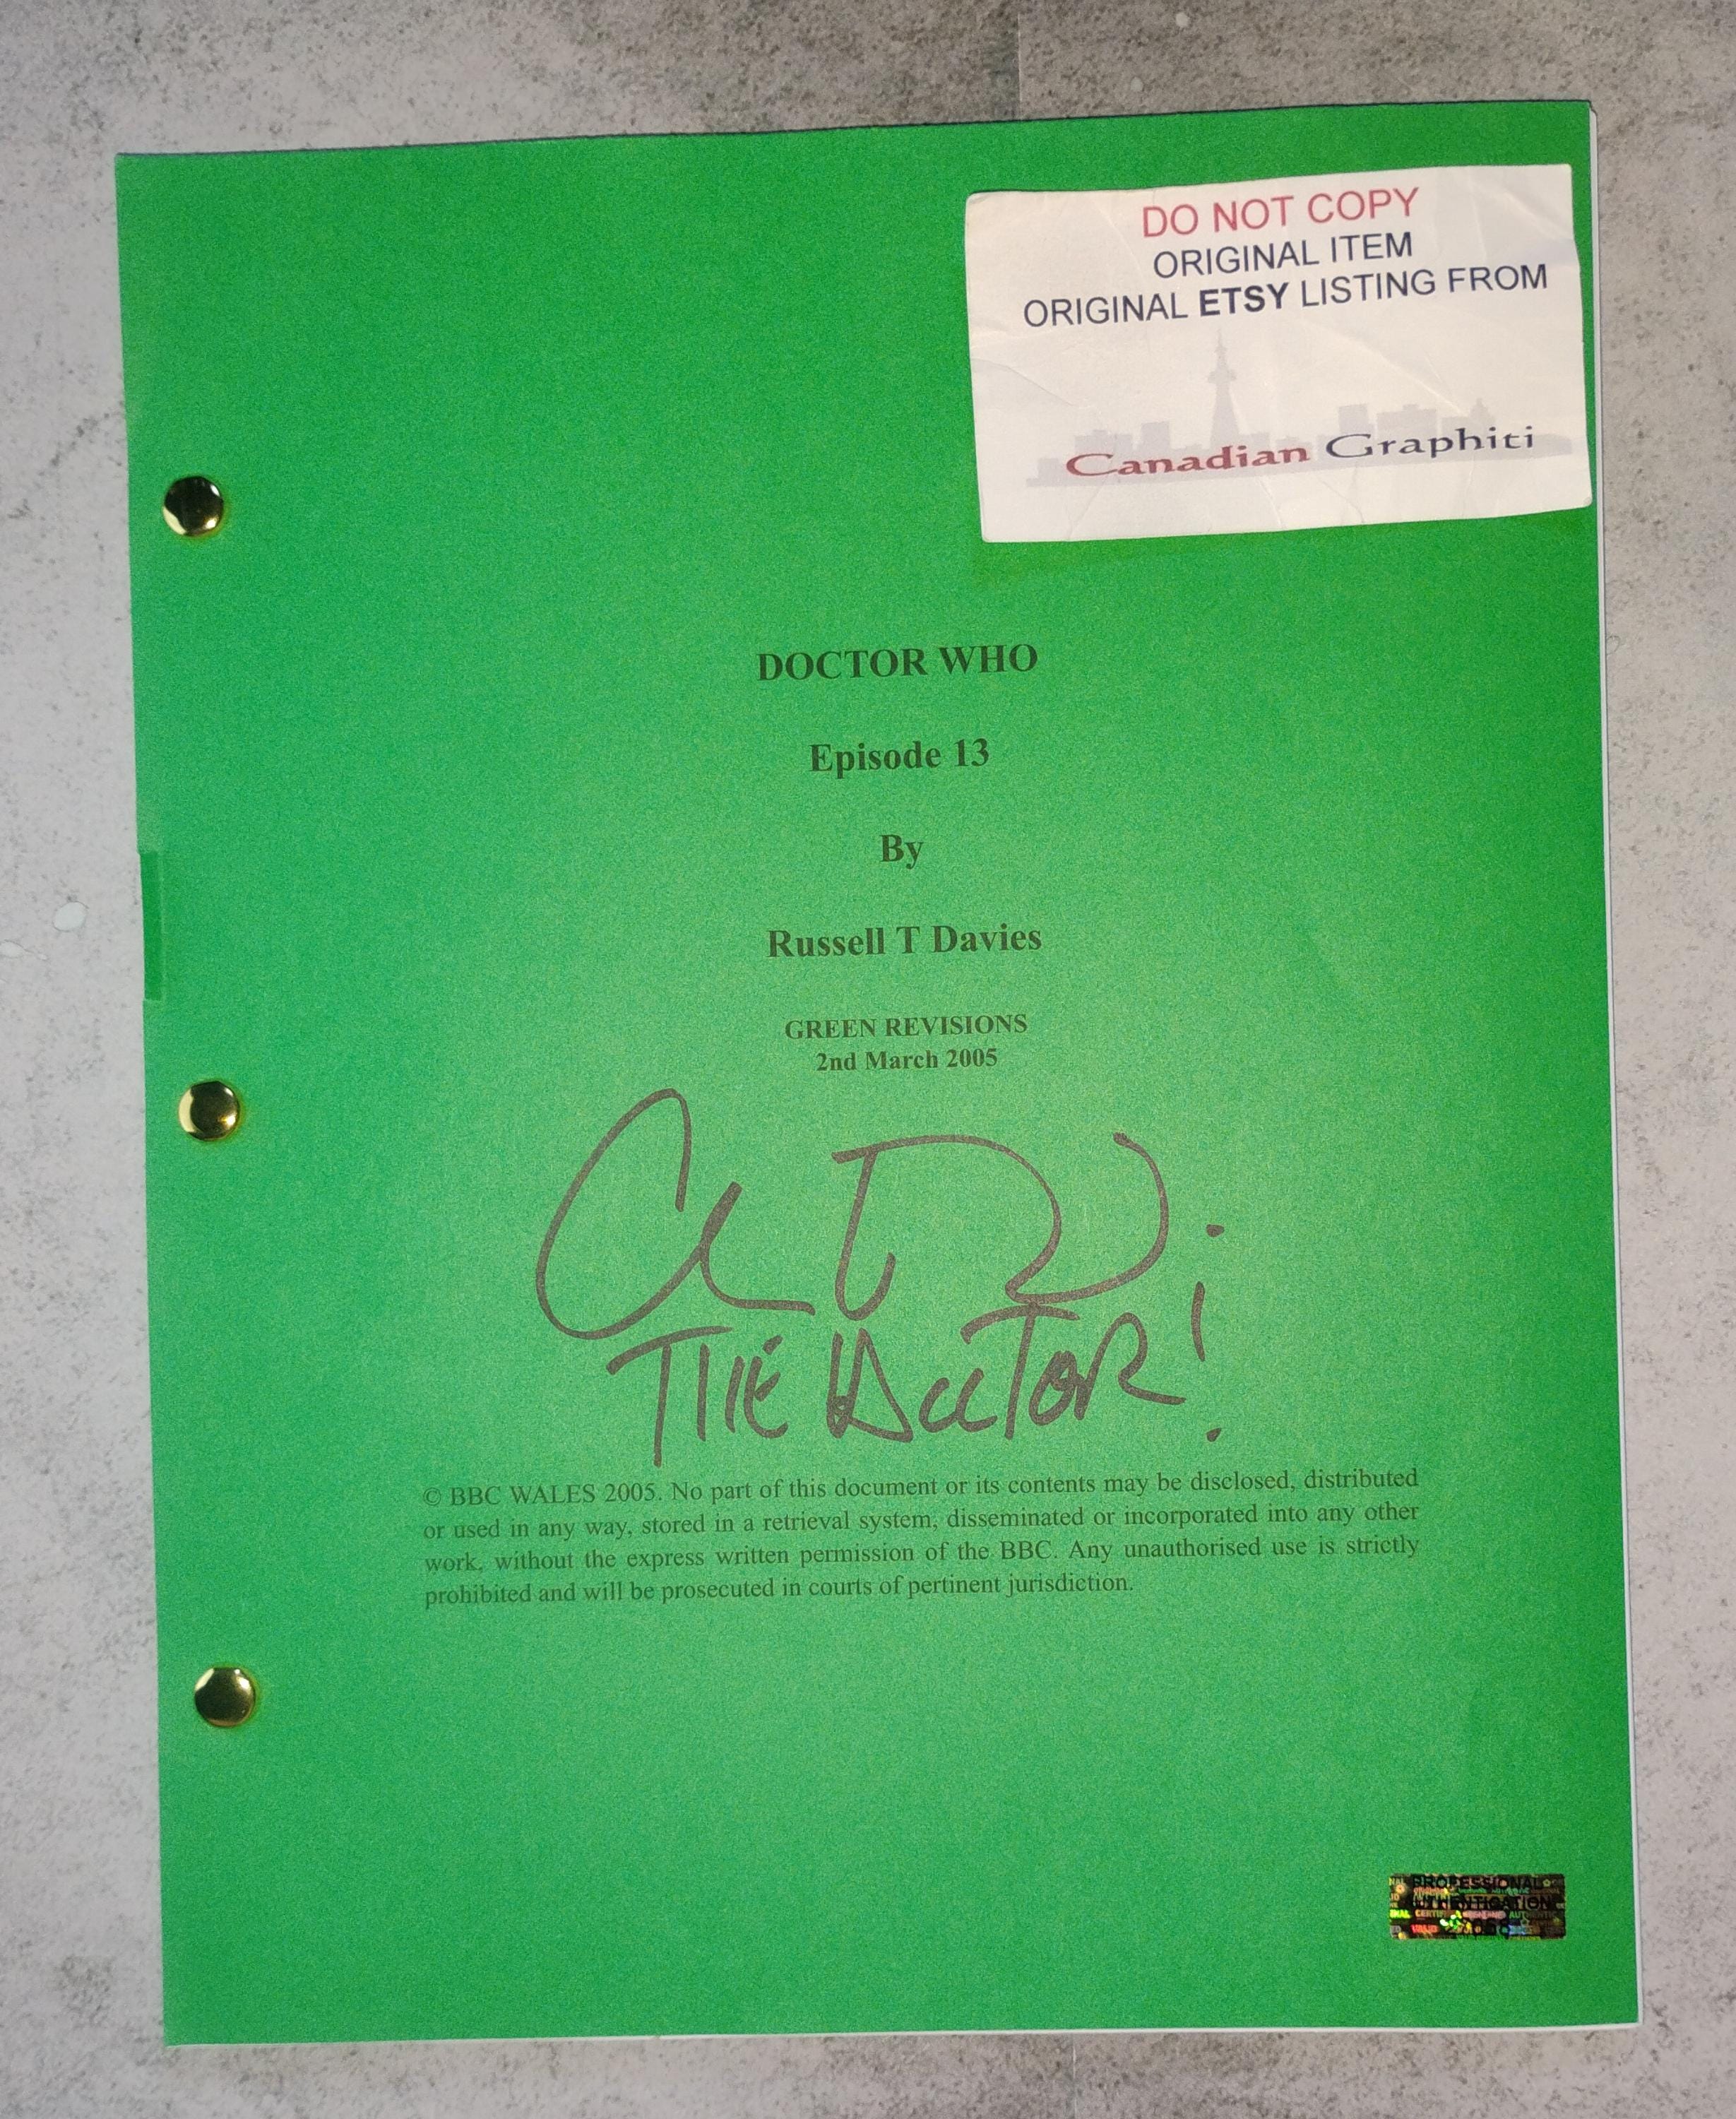 DO NOT COPY
ORIGINAL ITEM
ORIGINAL ETSY LISTING FROM
Canadian Graphiti
DOCTOR WHO
Episode 13
By
Russell T Davies
GREEN REVISIONS
2nd March 2005
THE DOCTOR!
© BBC WALES 2005. No part of this document or its contents may be disclosed, distributed
or used in any way, stored in a retrieval system, disseminated or incorporated into any other
work, without the express written permission of the BBC. Any unauthorised use is strictly
prohibited and will be prosecuted in courts of pertinent jurisdiction.
PROFESSIONAL
AUTHENTICATION